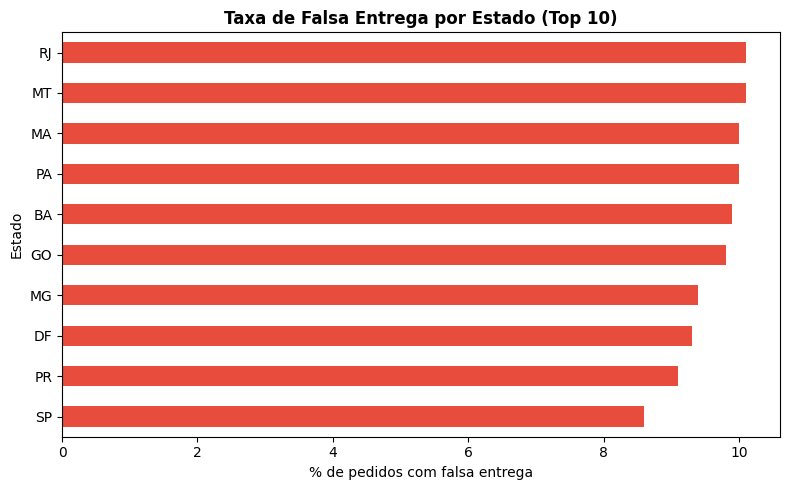 Taxa de Falsa Entrega por Estado (Top 10)
Estado
RJ
MT
MA
PA
BA
GO
MG
DF
PR
SP
0 2 4 6 8 10
% de pedidos com falsa entrega